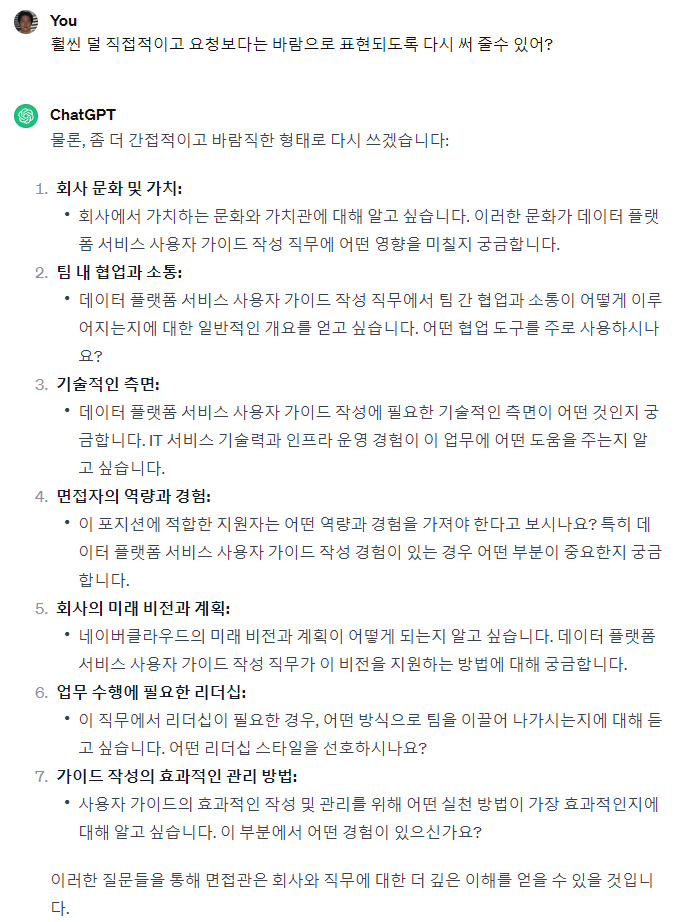 You
훨씬 덜 직접적이고 요청보다는 바람으로 표현되도록 다시 써 줄수 있어?
ChatGPT
물론, 좀 더 간접적이고 바람직한 형태로 다시 쓰겠습니다:
1. 회사 문화 및 가치:
• 회사에서 가치하는 문화와 가치관에 대해 알고 싶습니다. 이러한 문화가 데이터 플랫
폼 서비스 사용자 가이드 작성 직무에 어떤 영향을 미칠지 궁금합니다.
2. 팀 내 협업과 소통:
• 데이터 플랫폼 서비스 사용자 가이드 작성 직무에서 팀 간 협업과 소통이 어떻게 이루
어지는지에 대한 일반적인 개요를 얻고 싶습니다. 어떤 협업 도구를 주로 사용하시나
요?
3. 기술적인 측면:
• 데이터 플랫폼 서비스 사용자 가이드 작성에 필요한 기술적인 측면이 어떤 것인지 궁
금합니다. IT 서비스 기술력과 인프라 운영 경험이 이 업무에 어떤 도움을 주는지 알
고 싶습니다.
4. 면접자의 역량과 경험:
• 이 포지션에 적합한 지원자는 어떤 역량과 경험을 가져야 한다고 보시나요? 특히 데
이터 플랫폼 서비스 사용자 가이드 작성 경험이 있는 경우 어떤 부분이 중요한지 궁금
합니다.
5. 회사의 미래 비전과 계획:
• 네이버클라우드의 미래 비전과 계획이 어떻게 되는지 알고 싶습니다. 데이터 플랫폼
서비스 사용자 가이드 작성 직무가 이 비전을 지원하는 방법에 대해 궁금합니다.
6. 업무 수행에 필요한 리더십:
• 이 직무에서 리더십이 필요한 경우, 어떤 방식으로 팀을 이끌어 나가시는지에 대해 듣
고 싶습니다. 어떤 리더십 스타일을 선호하시나요?
7. 가이드 작성의 효과적인 관리 방법:
• 사용자 가이드의 효과적인 작성 및 관리를 위해 어떤 실천 방법이 가장 효과적인지에
대해 알고 싶습니다. 이 부분에서 어떤 경험이 있으신가요?
이러한 질문들을 통해 면접관은 회사와 직무에 대한 더 깊은 이해를 얻을 수 있을 것입니
다.